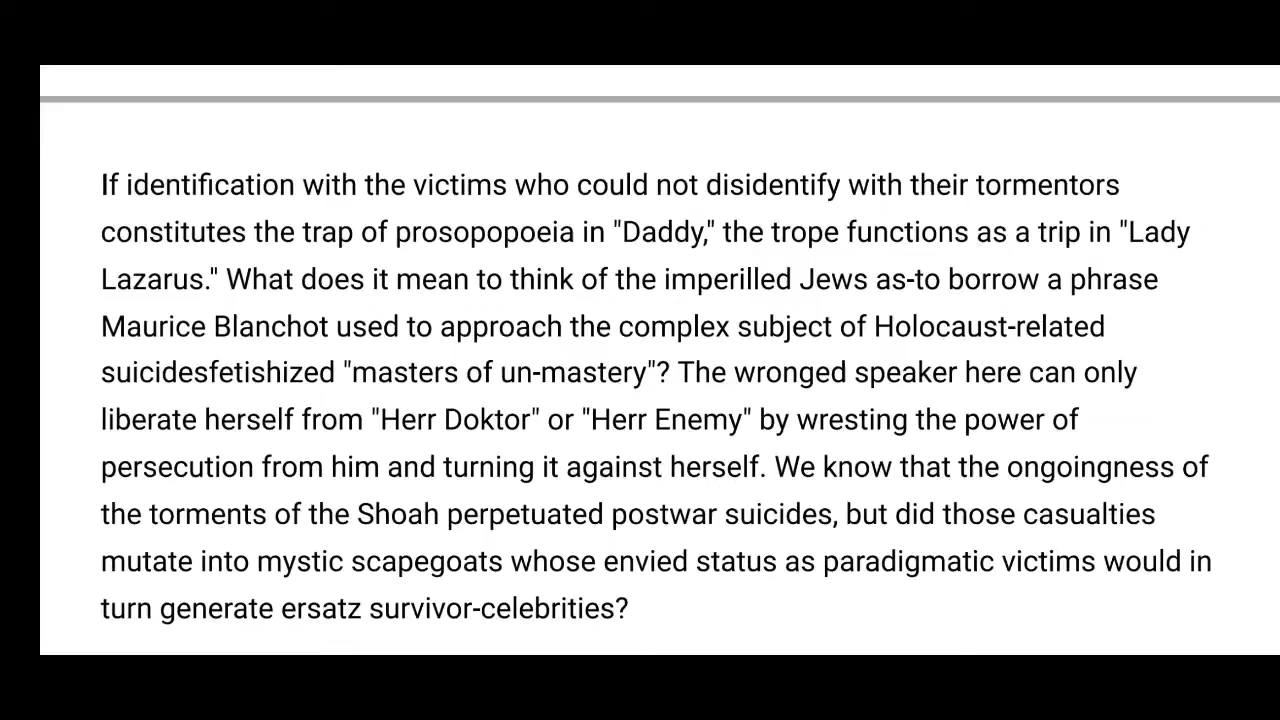 If identification with the victims who could not disidentify with their tormentors
constitutes the trap of prosopopoeia in "Daddy," the trope functions as a trip in "Lady
Lazarus." What does it mean to think of the imperilled Jews as-to borrow a phrase
Maurice Blanchot used to approach the complex subject of Holocaust-related
suicidesfetishized "masters of un-mastery"? The wronged speaker here can only
liberate herself from "Herr Doktor" or "Herr Enemy" by wresting the power of
persecution from him and turning it against herself. We know that the ongoingness of
the torments of the Shoah perpetuated postwar suicides, but did those casualties
mutate into mystic scapegoats whose envied status as paradigmatic victims would in
turn generate ersatz survivor-celebrities?